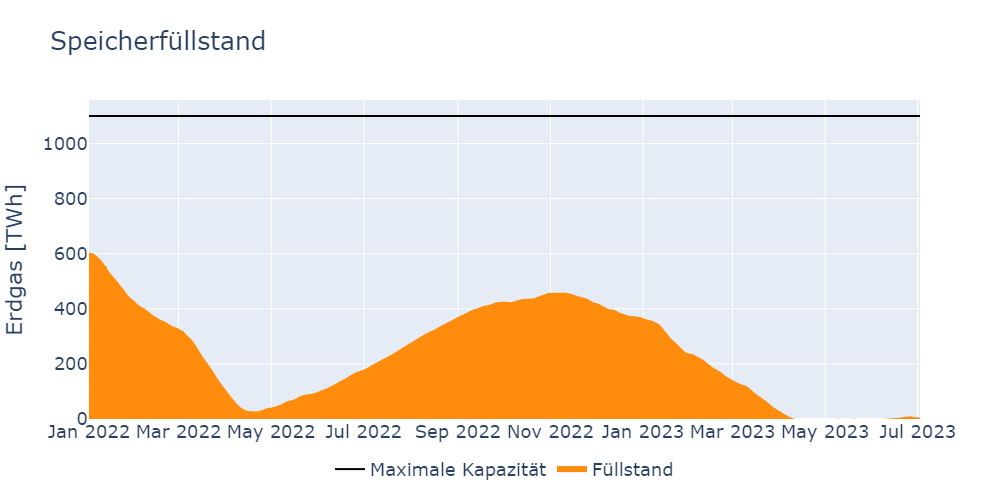 Speicherfüllstand
Erdgas [TWh]
1000
800
600
400
200
0
Jan 2022 Mar 2022 May 2022 Jul 2022 Sep 2022 Nov 2022 Jan 2023 Mar 2023 May 2023 Jul 2023
Maximale Kapazität Füllstand